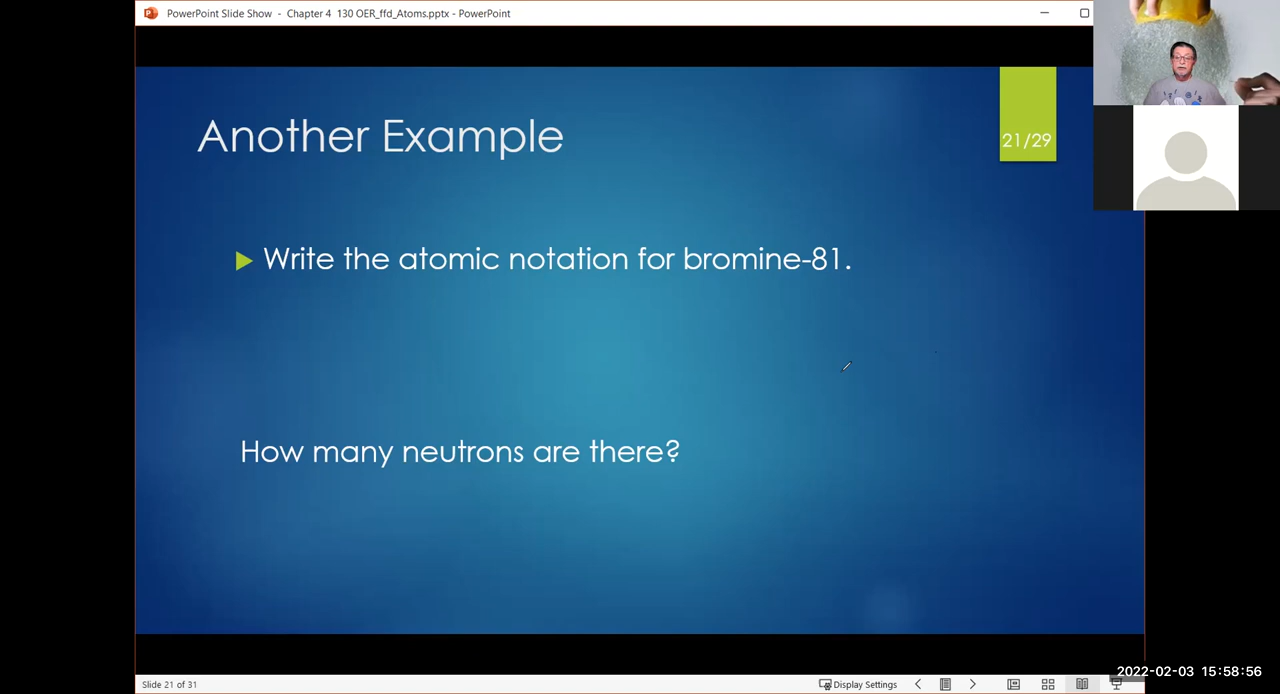 PowerPoint Slide Show - Chapter 4 130 OER_ffd_Atoms.pptx - PowerPoint
Another Example
21/29
Write the atomic notation for bromine-81.
How many neutrons are there?
2022-02-03 15:58:56
Slide 21 of 31
Display Settings